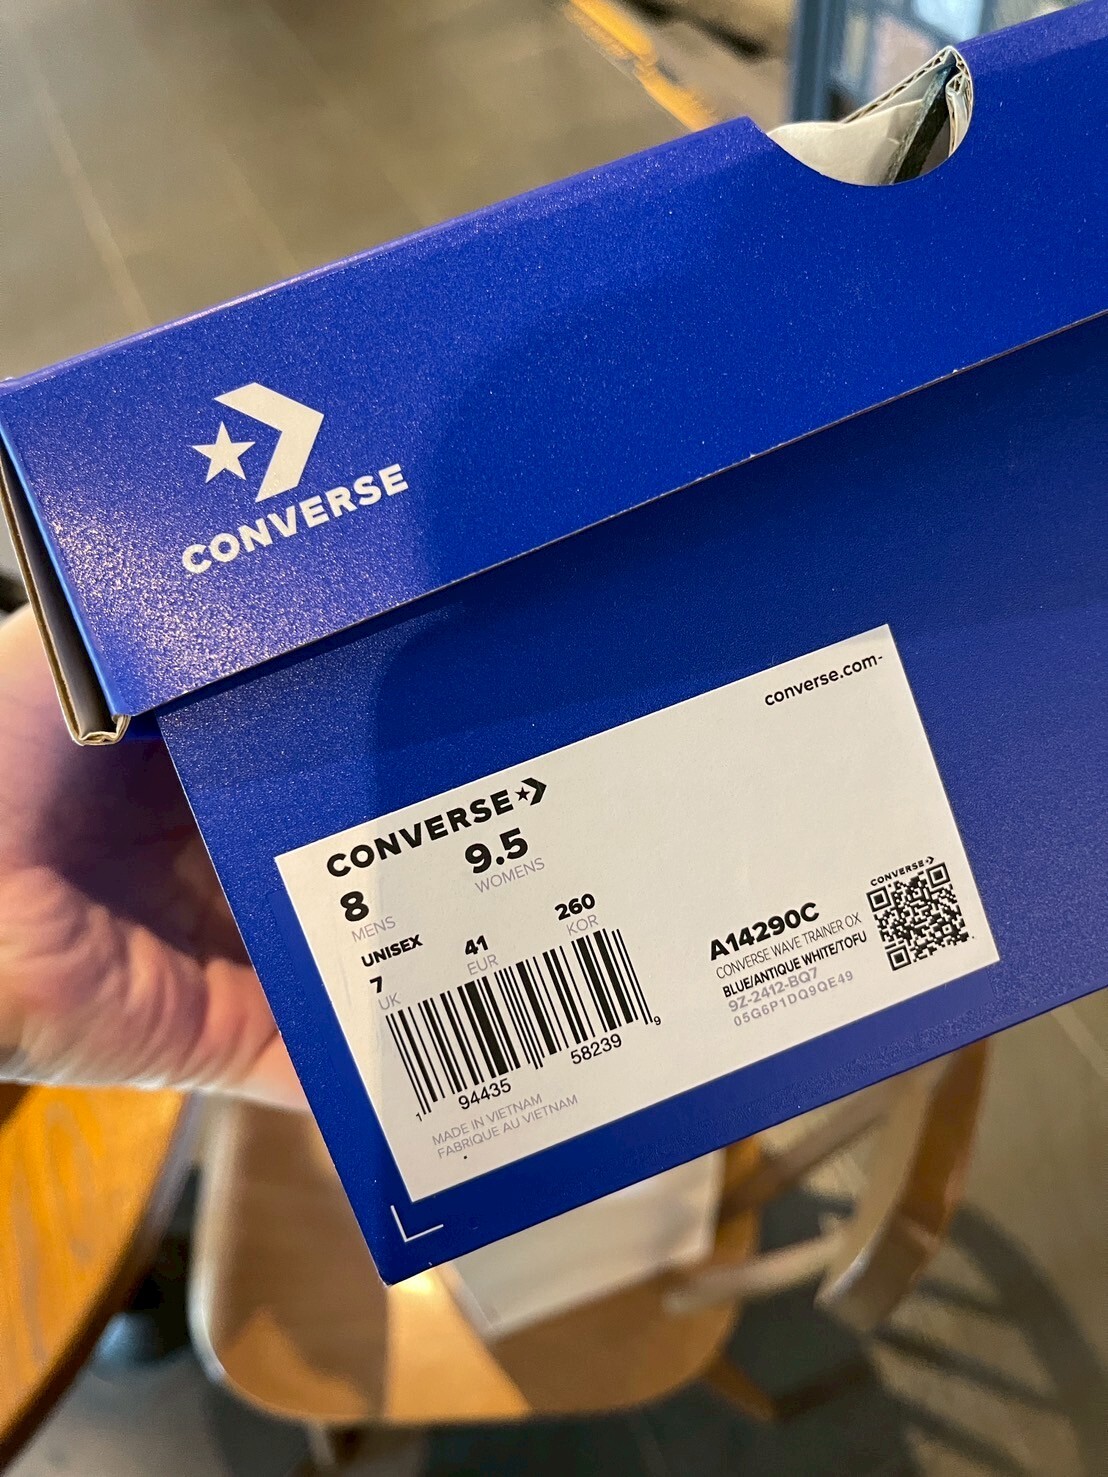 CONVERSE
converse.com-
CONVERSE
8
MENS
9.5
WOMENS
UNISEX
7
UK
41
EUR
260
KOR
1 94435 58239 9
MADE IN VIETNAM
FABRIQUE AU VIETNAM
CONVERSE
A14290C
CONVERSE WAVE TRAINER OX
BLUE/ANTIQUE WHITE/TOFU
9Z-2412-BQ7
05G6P1DQ9QE49